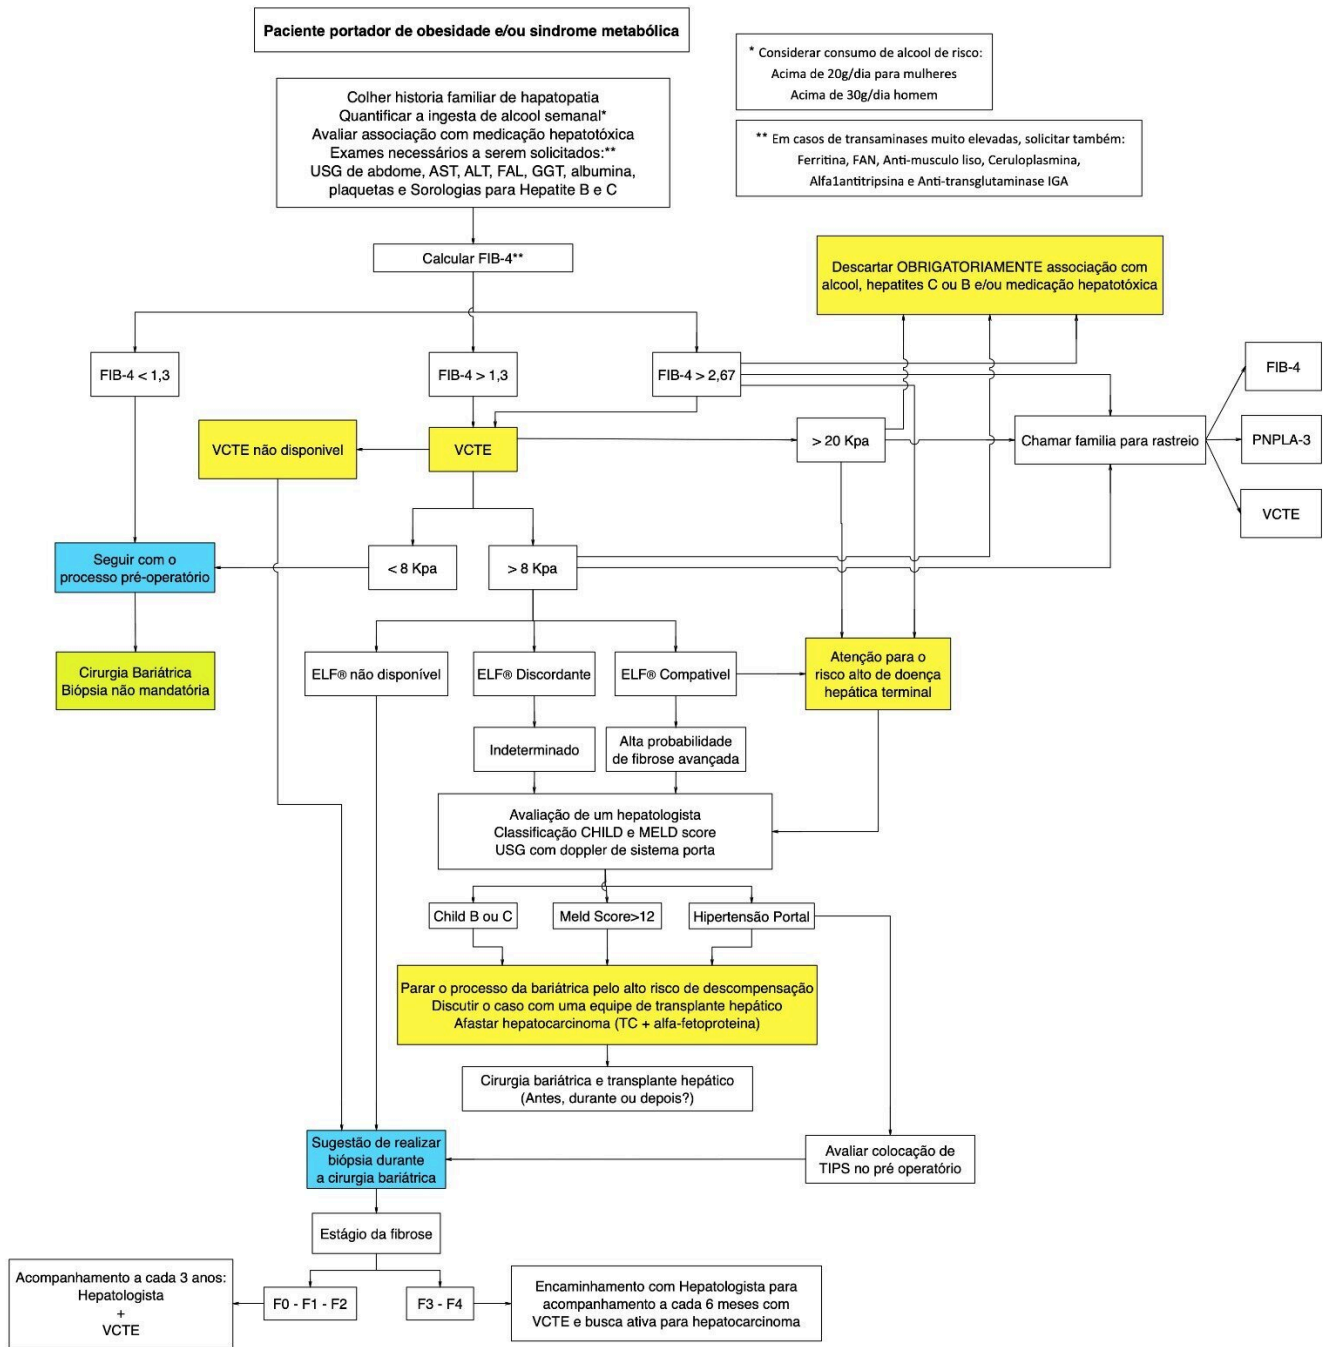 Paciente portador de obesidade e/ou sindrome metabólica
* Considerar consumo de alcool de risco:
Acima de 20g/dia para mulheres
Acima de 30g/dia homem
Colher historia familiar de hapatopatia
Quantificar a ingesta de alcool semanal*
Avaliar associação com medicação hepatotóxica
Exames necessários a serem solicitados:**
USG de abdome, AST, ALT, FAL, GGT, albumina,
plaquetas e Sorologias para Hepatite B e C
** Em casos de transaminases muito elevadas, solicitar também:
Ferritina, FAN, Anti-musculo liso, Ceruloplasmina,
Alfa1antitripsina e Anti-transglutaminase IGA
Calcular FIB-4**
Descartar OBRIGATORIAMENTE associação com
alcool, hepatites C ou B e/ou medicação hepatotóxica
FIB-4 < 1,3
FIB-4 > 1,3
FIB-4 > 2,67
FIB-4
VCTE não disponivel
VCTE
> 20 Kpa
Chamar familia para rastreio
PNPLA-3
VCTE
Seguir com o
processo pré-operatório
< 8 Kpa
> 8 Kpa
Cirurgia Bariátrica
Biópsia não mandatória
ELF® não disponível
ELF® Discordante
ELF® Compativel
Atenção para o
risco alto de doença
hepática terminal
Indeterminado
Alta probabilidade
de fibrose avançada
Avaliação de um hepatologista
Classificação CHILD e MELD score
USG com doppler de sistema porta
Child B ou C
Meld Score>12
Hipertensão Portal
Parar o processo da bariátrica pelo alto risco de descompensação
Discutir o caso com uma equipe de transplante hepático
Afastar hepatocarcinoma (TC + alfa-fetoproteina)
Cirurgia bariátrica e transplante hepático
(Antes, durante ou depois?)
Sugestão de realizar
biópsia durante
a cirurgia bariátrica
Avaliar colocação de
TIPS no pré operatório
Estágio da fibrose
Acompanhamento a cada 3 anos:
Hepatologista
+
VCTE
F0 - F1 - F2
F3 - F4
Encaminhamento com Hepatologista para
acompanhamento a cada 6 meses com
VCTE e busca ativa para hepatocarcinoma